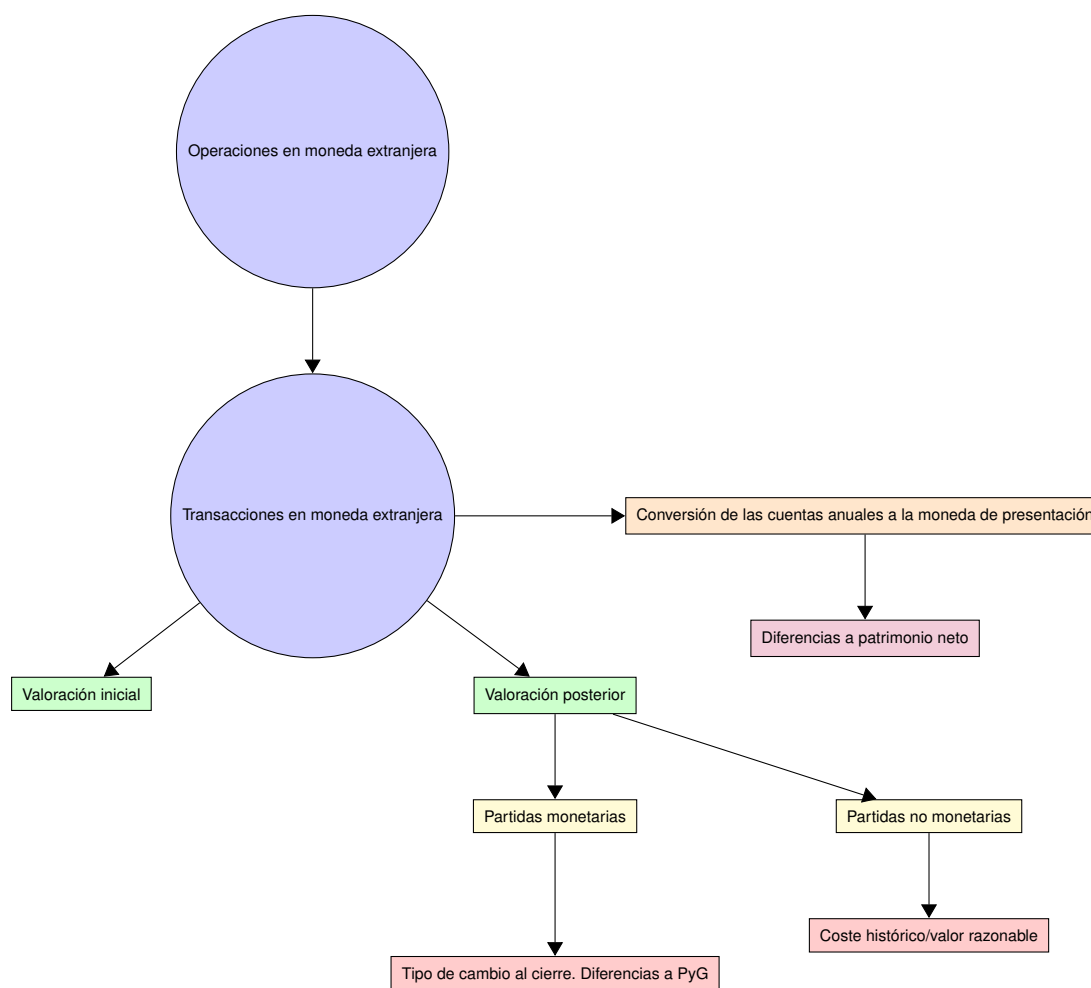 Operaciones en moneda extranjera
Transacciones en moneda extranjera
Conversión de las cuentas anuales a la moneda de presentación
Diferencias a patrimonio neto
Valoración inicial
Valoración posterior
Partidas monetarias
Partidas no monetarias
Coste histórico/valor razonable
Tipo de cambio al cierre. Diferencias a PyG